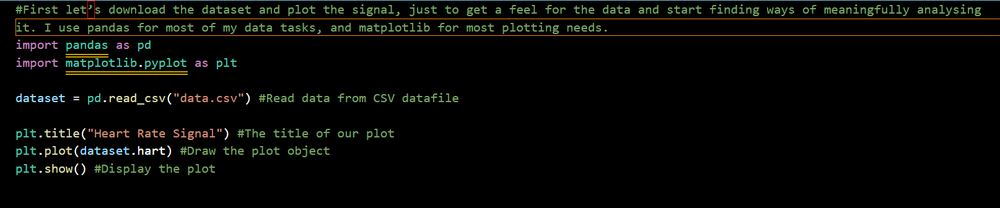 #First let’s download the dataset and plot the signal, just to get a feel for the data and start finding ways of meaningfully analysing
it. I use pandas for most of my data tasks, and matplotlib for most plotting needs.
import pandas as pd
import matplotlib.pyplot as plt
dataset = pd.read_csv("data.csv") #Read data from CSV datafile
plt.title("Heart Rate Signal") #The title of our plot
plt.plot(dataset.hart) #Draw the plot object
plt.show() #Display the plot